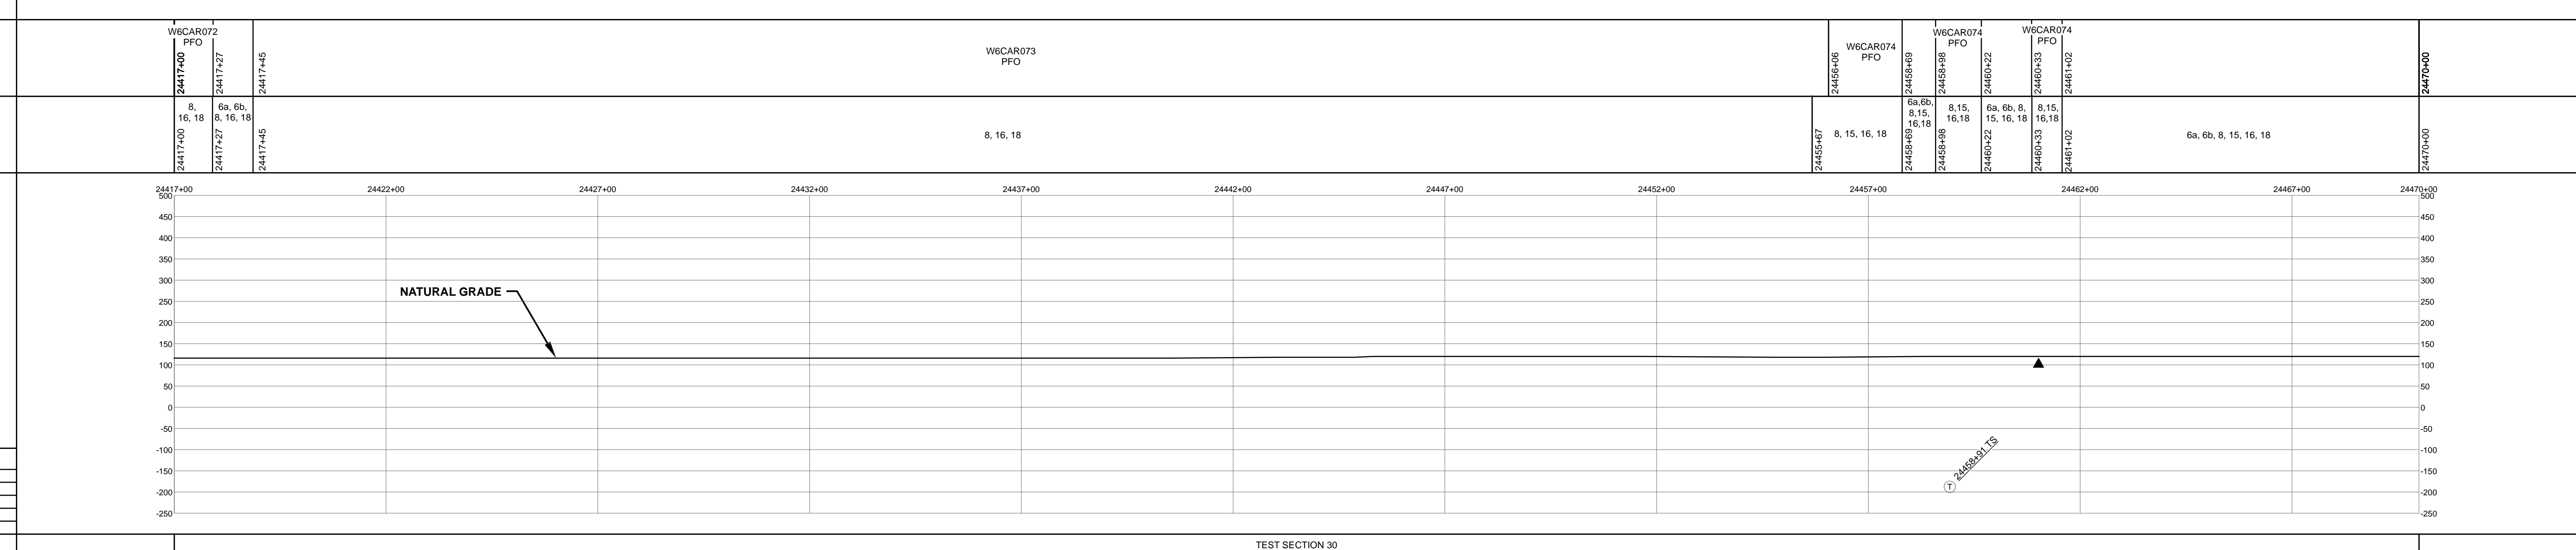 W6CAR072
PFO
24417+00
24417+27
24417+45
W6CAR073
PFO
24456+06
W6CAR074
PFO
24458+69
W6CAR074
PFO
24458+98
24460+22
W6CAR074
PFO
24460+33
24461+02
24470+00
8,
16, 18
24417+00
6a, 6b,
8, 16, 18
24417+27
24417+45
8, 16, 18
24455+67
8, 15, 16, 18
24458+69
6a,6b,
8,15,
16,18
24458+98
8,15,
16,18
24460+22
6a, 6b, 8,
15, 16, 18
24460+33
8,15,
16,18
24461+02
6a, 6b, 8, 15, 16, 18
24470+00
24417+00 24422+00 24427+00 24432+00 24437+00 24442+00 24447+00 24452+00 24457+00 24462+00 24467+00 24470+00
500 500
450 450
400 400
350 350
300 300
NATURAL GRADE
250 250
200 200
150 150
100 100
50 50
0 0
-50 -50
-100 -100
24458+91 TS
-150 -150
T
-200 -200
-250 -250
TEST SECTION 30